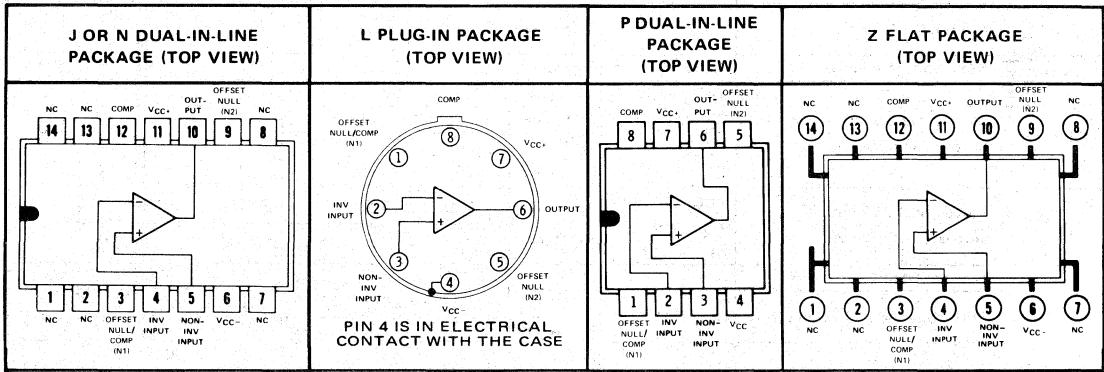 J OR N DUAL-IN-LINE
PACKAGE (TOP VIEW)
NC NC COMP VCC+ OUT-PUT OFFSET NULL (N2) NC
14 13 12 11 10 9 8
−
+
1 2 3 4 5 6 7
NC NC OFFSET NULL/COMP (N1) INV INPUT NON-INV INPUT VCC- NC
L PLUG-IN PACKAGE
(TOP VIEW)
COMP
8
OFFSET
NULL/COMP
(N1)
1
7
VCC+
INV
INPUT
2
−
+
6
OUTPUT
NON-
INV
INPUT
3
4
5
OFFSET
NULL
(N2)
VCC-
PIN 4 IS IN ELECTRICAL
CONTACT WITH THE CASE
P DUAL-IN-LINE
PACKAGE
(TOP VIEW)
COMP VCC+ OUT-PUT OFFSET NULL (N2)
8 7 6 5
−
+
1 2 3 4
OFFSET NULL/COMP (N1) INV INPUT NON-INV INPUT VCC
Z FLAT PACKAGE
(TOP VIEW)
NC NC COMP VCC+ OUTPUT OFFSET NULL (N2) NC
14 13 12 11 10 9 8
−
+
1 2 3 4 5 6 7
NC NC OFFSET NULL/COMP (N1) INV INPUT NON-INV INPUT VCC- NC